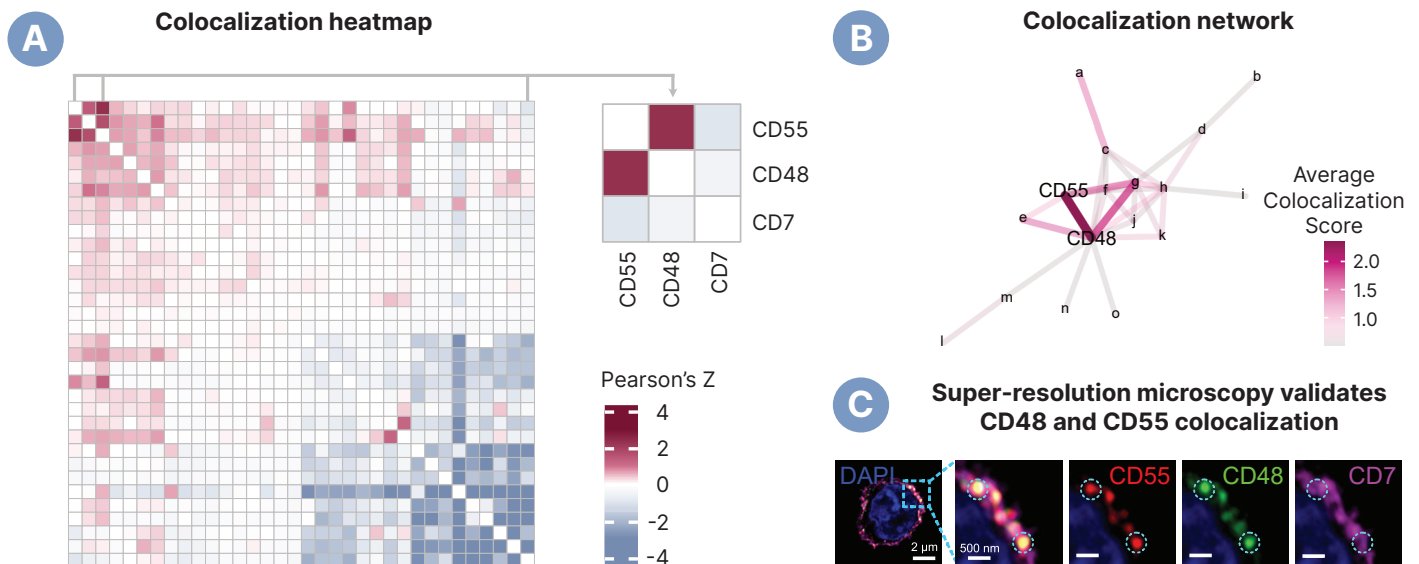 A
Colocalization heatmap
CD55
CD48
CD7
CD55
CD48
CD7
Pearson's Z
4
2
0
-2
-4
B
Colocalization network
a
b
c
d
CD55
f
g
h
i
e
j
CD48
k
m
n
o
l
Average
Colocalization
Score
2.0
1.5
1.0
C
Super-resolution microscopy validates
CD48 and CD55 colocalization
DAPI
2 µm
500 nm
CD55
CD48
CD7